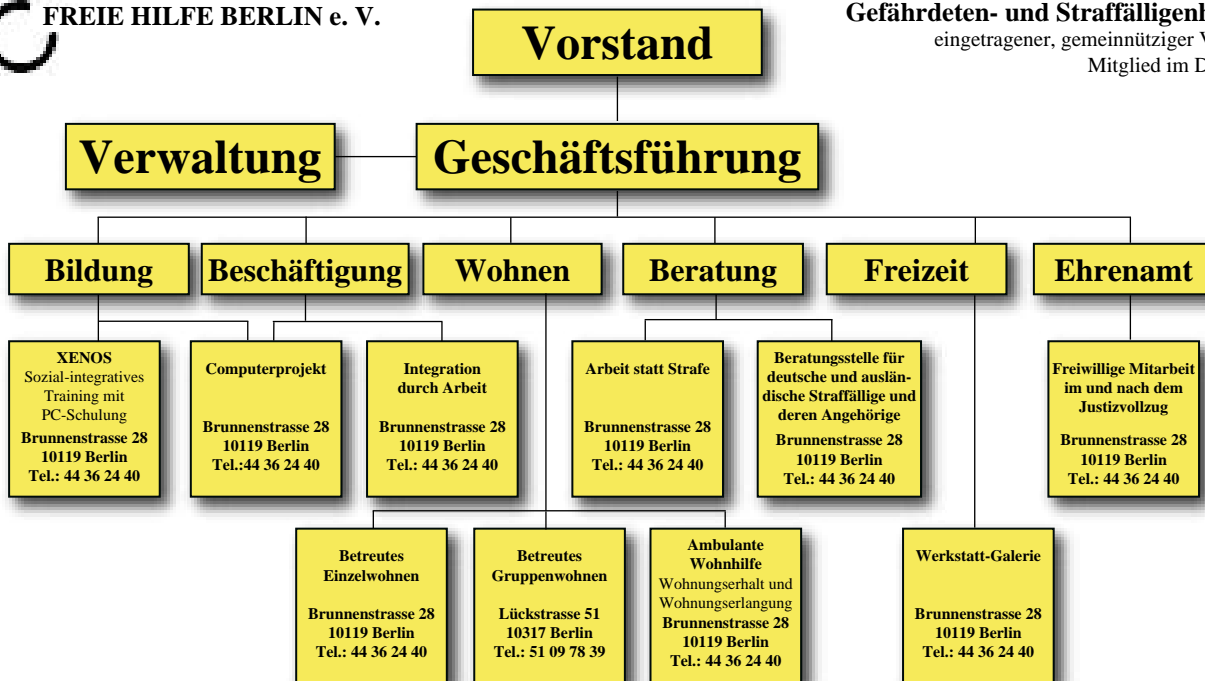 FREIE HILFE BERLIN e. V.
Gefährdeten- und
eingetragener, gemeinnütziger
Mitglied im
Vorstand
Verwaltung
Geschäftsführung
Bildung
Beschäftigung
Wohnen
Beratung
Freizeit
Ehrenamt
XENOS
Sozial-integratives
Training mit
PC-Schulung
Brunnenstrasse 28
10119 Berlin
Tel.: 44 36 24 40
Computerprojekt
Brunnenstrasse 28
10119 Berlin
Tel.:44 36 24 40
Integration
durch Arbeit
Brunnenstrasse 28
10119 Berlin
Tel.: 44 36 24 40
Arbeit statt Strafe
Brunnenstrasse 28
10119 Berlin
Tel.: 44 36 24 40
Beratungsstelle für
deutsche und auslän-
dische Straffällige und
deren Angehörige
Brunnenstrasse 28
10119 Berlin
Tel.: 44 36 24 40
Freiwillige Mitarbeit
im und nach dem
Justizvollzug
Brunnenstrasse 28
10119 Berlin
Tel.: 44 36 24 40
Betreutes
Einzelwohnen
Brunnenstrasse 28
10119 Berlin
Tel.: 44 36 24 40
Betreutes
Gruppenwohnen
Lückstrasse 51
10317 Berlin
Tel.: 51 09 78 39
Ambulante
Wohnhilfe
Wohnungserhalt und
Wohnungserlangung
Brunnenstrasse 28
10119 Berlin
Tel.: 44 36 24 40
Werkstatt-Galerie
Brunnenstrasse 28
10119 Berlin
Tel.: 44 36 24 40